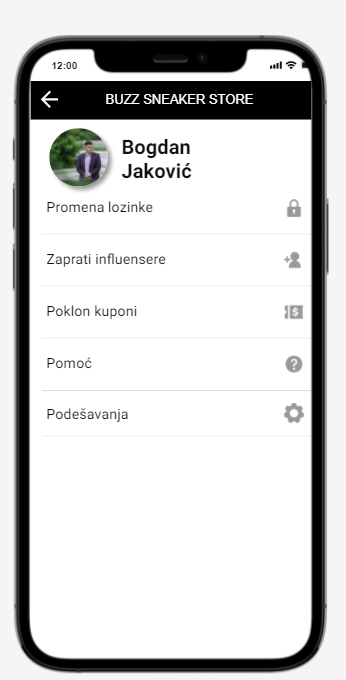 12:00
BUZZ SNEAKER STORE
Bogdan
Jaković
Promena lozinke
Zaprati influensere
Poklon kuponi
Pomoć
Podešavanja